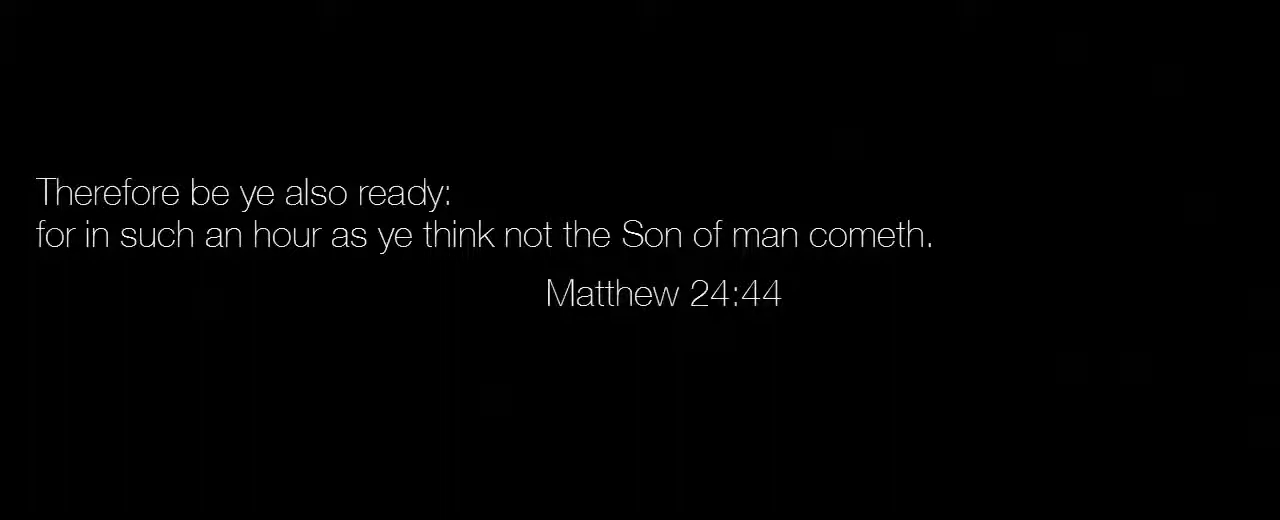 Therefore be ye also ready:
for in such an hour as ye think not the Son of man cometh.
Matthew 24:44